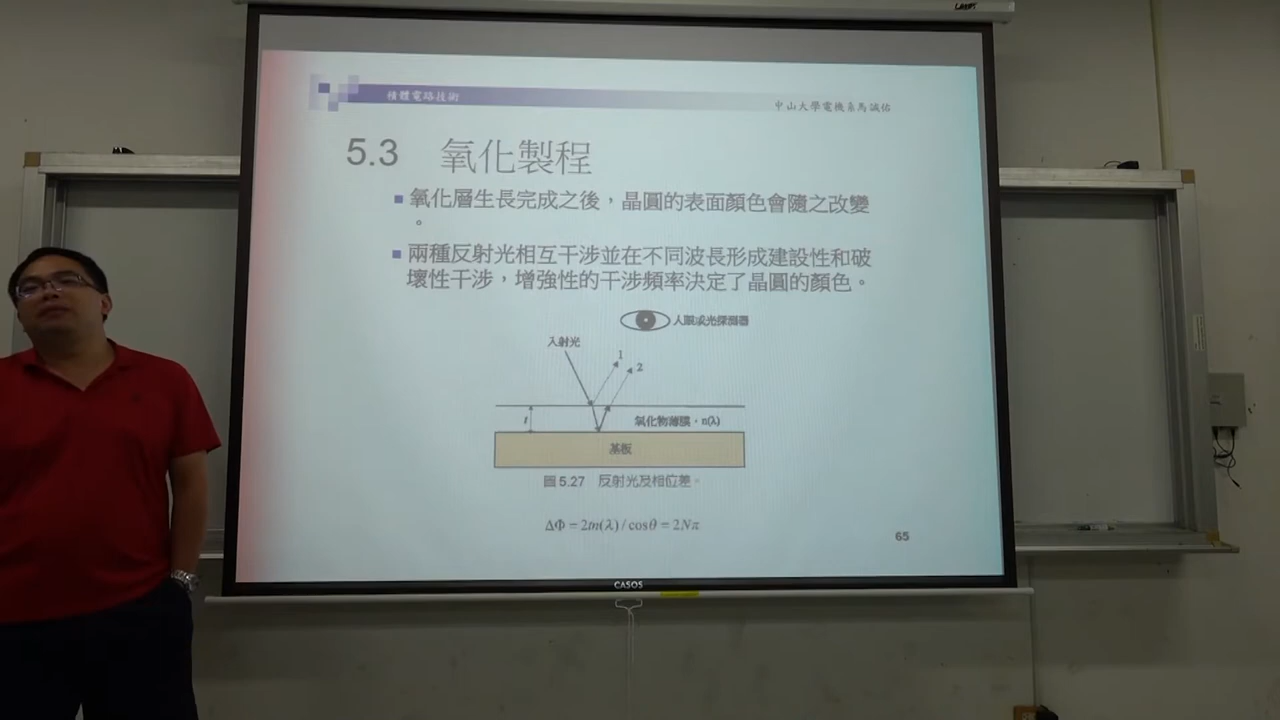 積體電路技術
中山大學電機系馬誠佑
5.3 氧化製程
氧化層生長完成之後，晶圓的表面顏色會隨之改變
。
兩種反射光相互干涉並在不同波長形成建設性和破
壞性干涉，增強性的干涉頻率決定了晶圓的顏色。
人眼或光探測器
入射光
1
2
t
氧化物薄膜，n(λ)
基板
圖 5.27 反射光及相位差。
ΔΦ = 2tn(λ) / cosθ = 2Nπ
65
CASOS